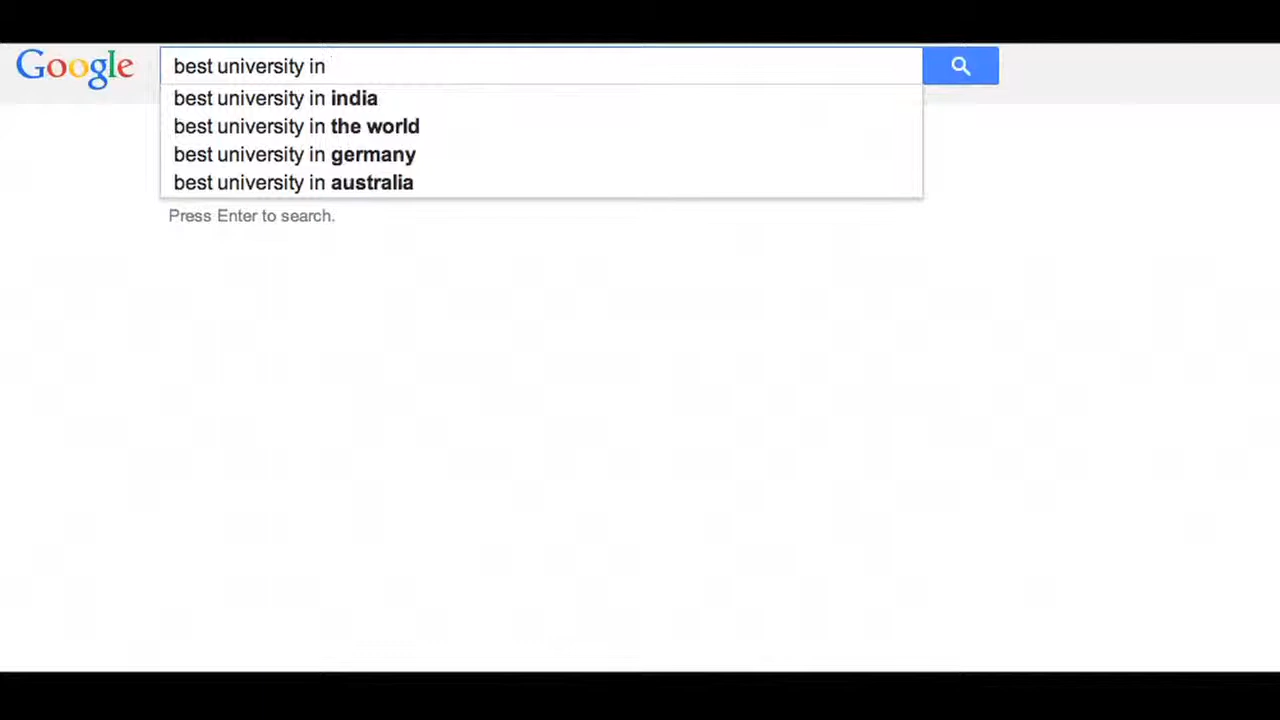 Google
best university in
best university in india
best university in the world
best university in germany
best university in australia
Press Enter to search.